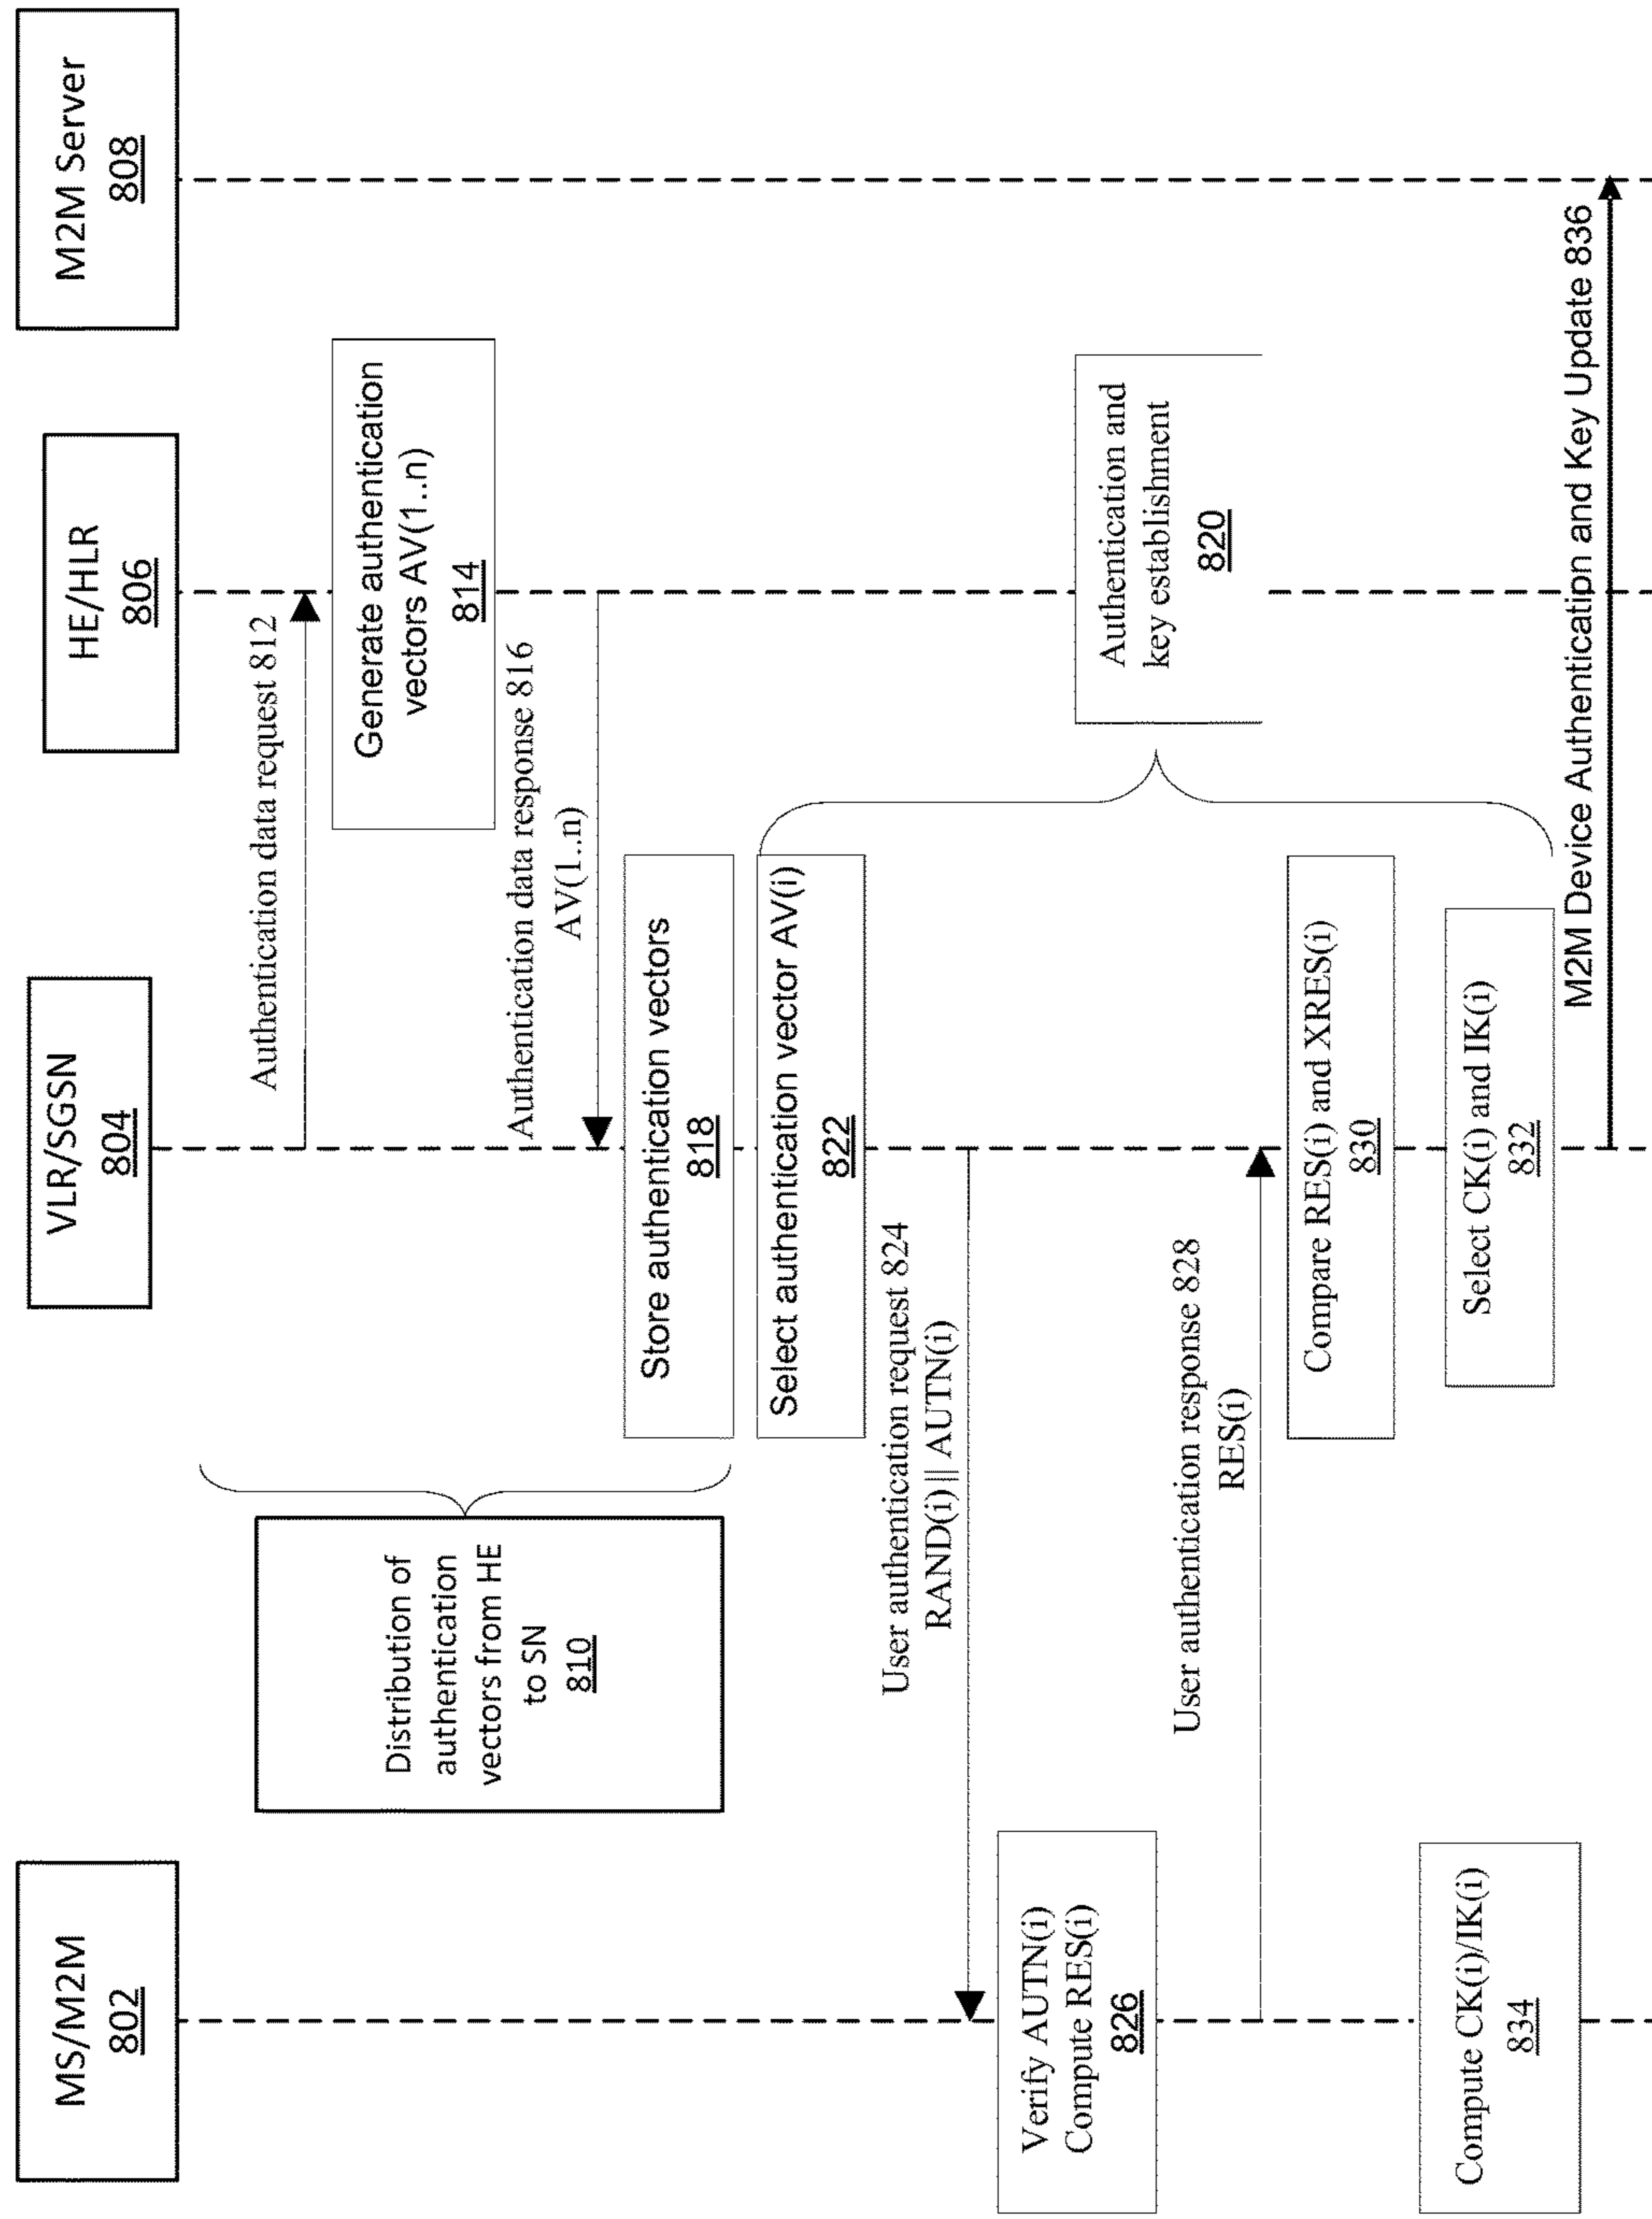 MS/M2M
802
VLR/SGSN
804
HE/HLR
806
M2M Server
808
Distribution of
authentication
vectors from HE
to SN
810
Authentication data request 812
Generate authentication
vectors AV(1..n)
814
Authentication data response 816
AV(1..n)
Store authentication vectors
818
Select authentication vector AV(i)
822
Authentication and
key establishment
820
User authentication request 824
RAND(i) || AUTN(i)
Verify AUTN(i)
Compute RES(i)
826
User authentication response 828
RES(i)
Compare RES(i) and XRES(i)
830
Compute CK(i)/IK(i)
834
Select CK(i) and IK(i)
832
M2M Device Authentication and Key Update 836